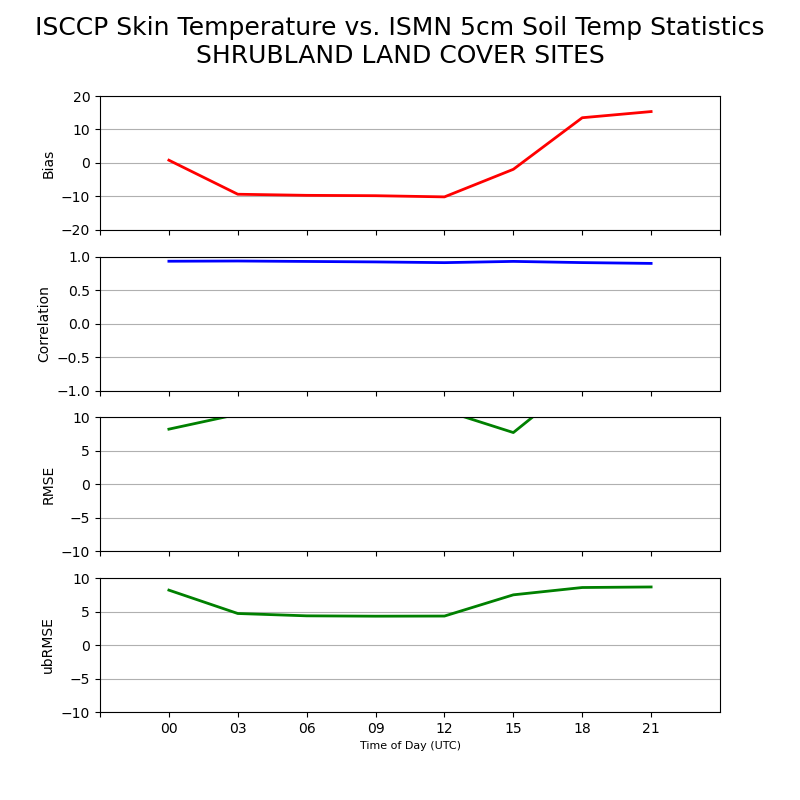 ISCCP Skin Temperature vs. ISMN 5cm Soil Temp Statistics
SHRUBLAND LAND COVER SITES
20
10
0
−10
−20
Bias
1.0
0.5
0.0
−0.5
−1.0
Correlation
10
5
0
−5
−10
RMSE
10
5
0
−5
−10
ubRMSE
00 03 06 09 12 15 18 21
Time of Day (UTC)